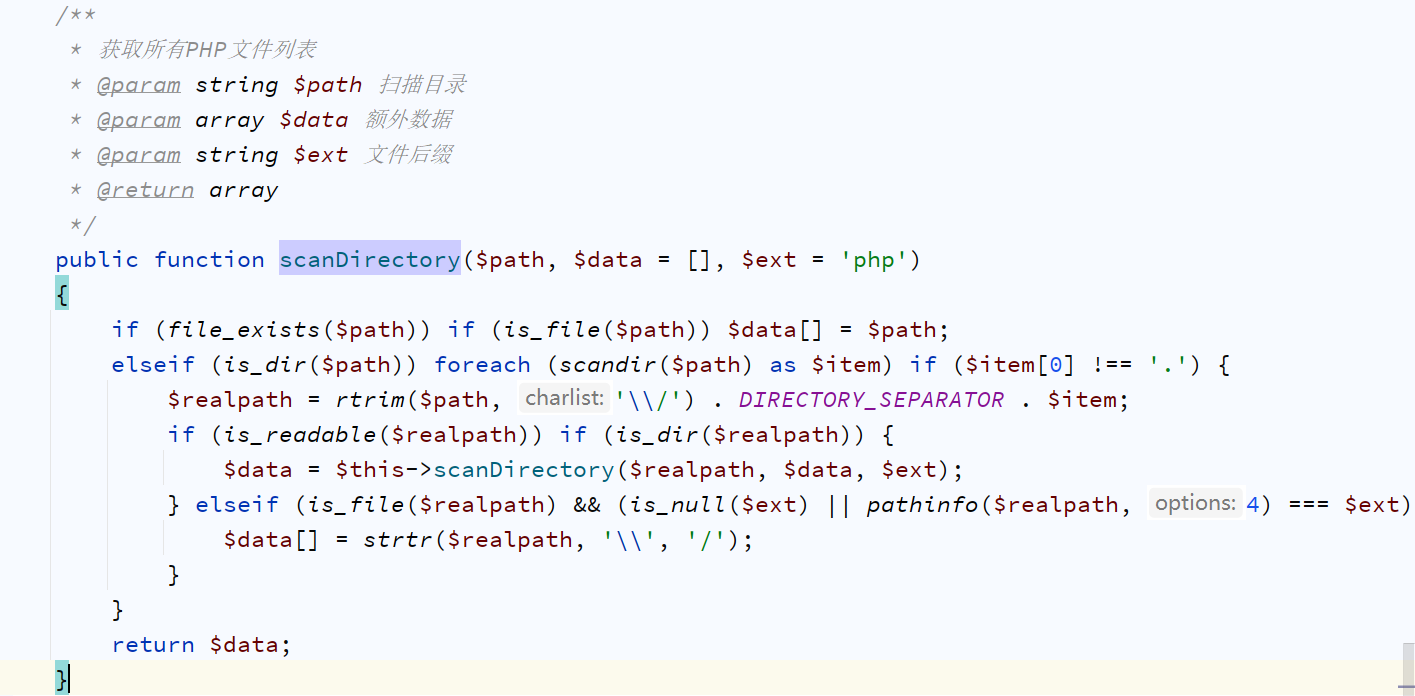 /**
 * 获取所有PHP文件列表
 * @param string $path 扫描目录
 * @param array $data 额外数据
 * @param string $ext 文件后缀
 * @return array
 */
public function scanDirectory($path, $data = [], $ext = 'php')
{
    if (file_exists($path)) if (is_file($path)) $data[] = $path;
    elseif (is_dir($path)) foreach (scandir($path) as $item) if ($item[0] !== '.') {
        $realpath = rtrim($path, charlist: '\\/') . DIRECTORY_SEPARATOR . $item;
        if (is_readable($realpath)) if (is_dir($realpath)) {
            $data = $this->scanDirectory($realpath, $data, $ext);
        } elseif (is_file($realpath) && (is_null($ext) || pathinfo($realpath, options: 4) === $ext)
            $data[] = strtr($realpath, '\\', '/');
        }
    }
    return $data;
}